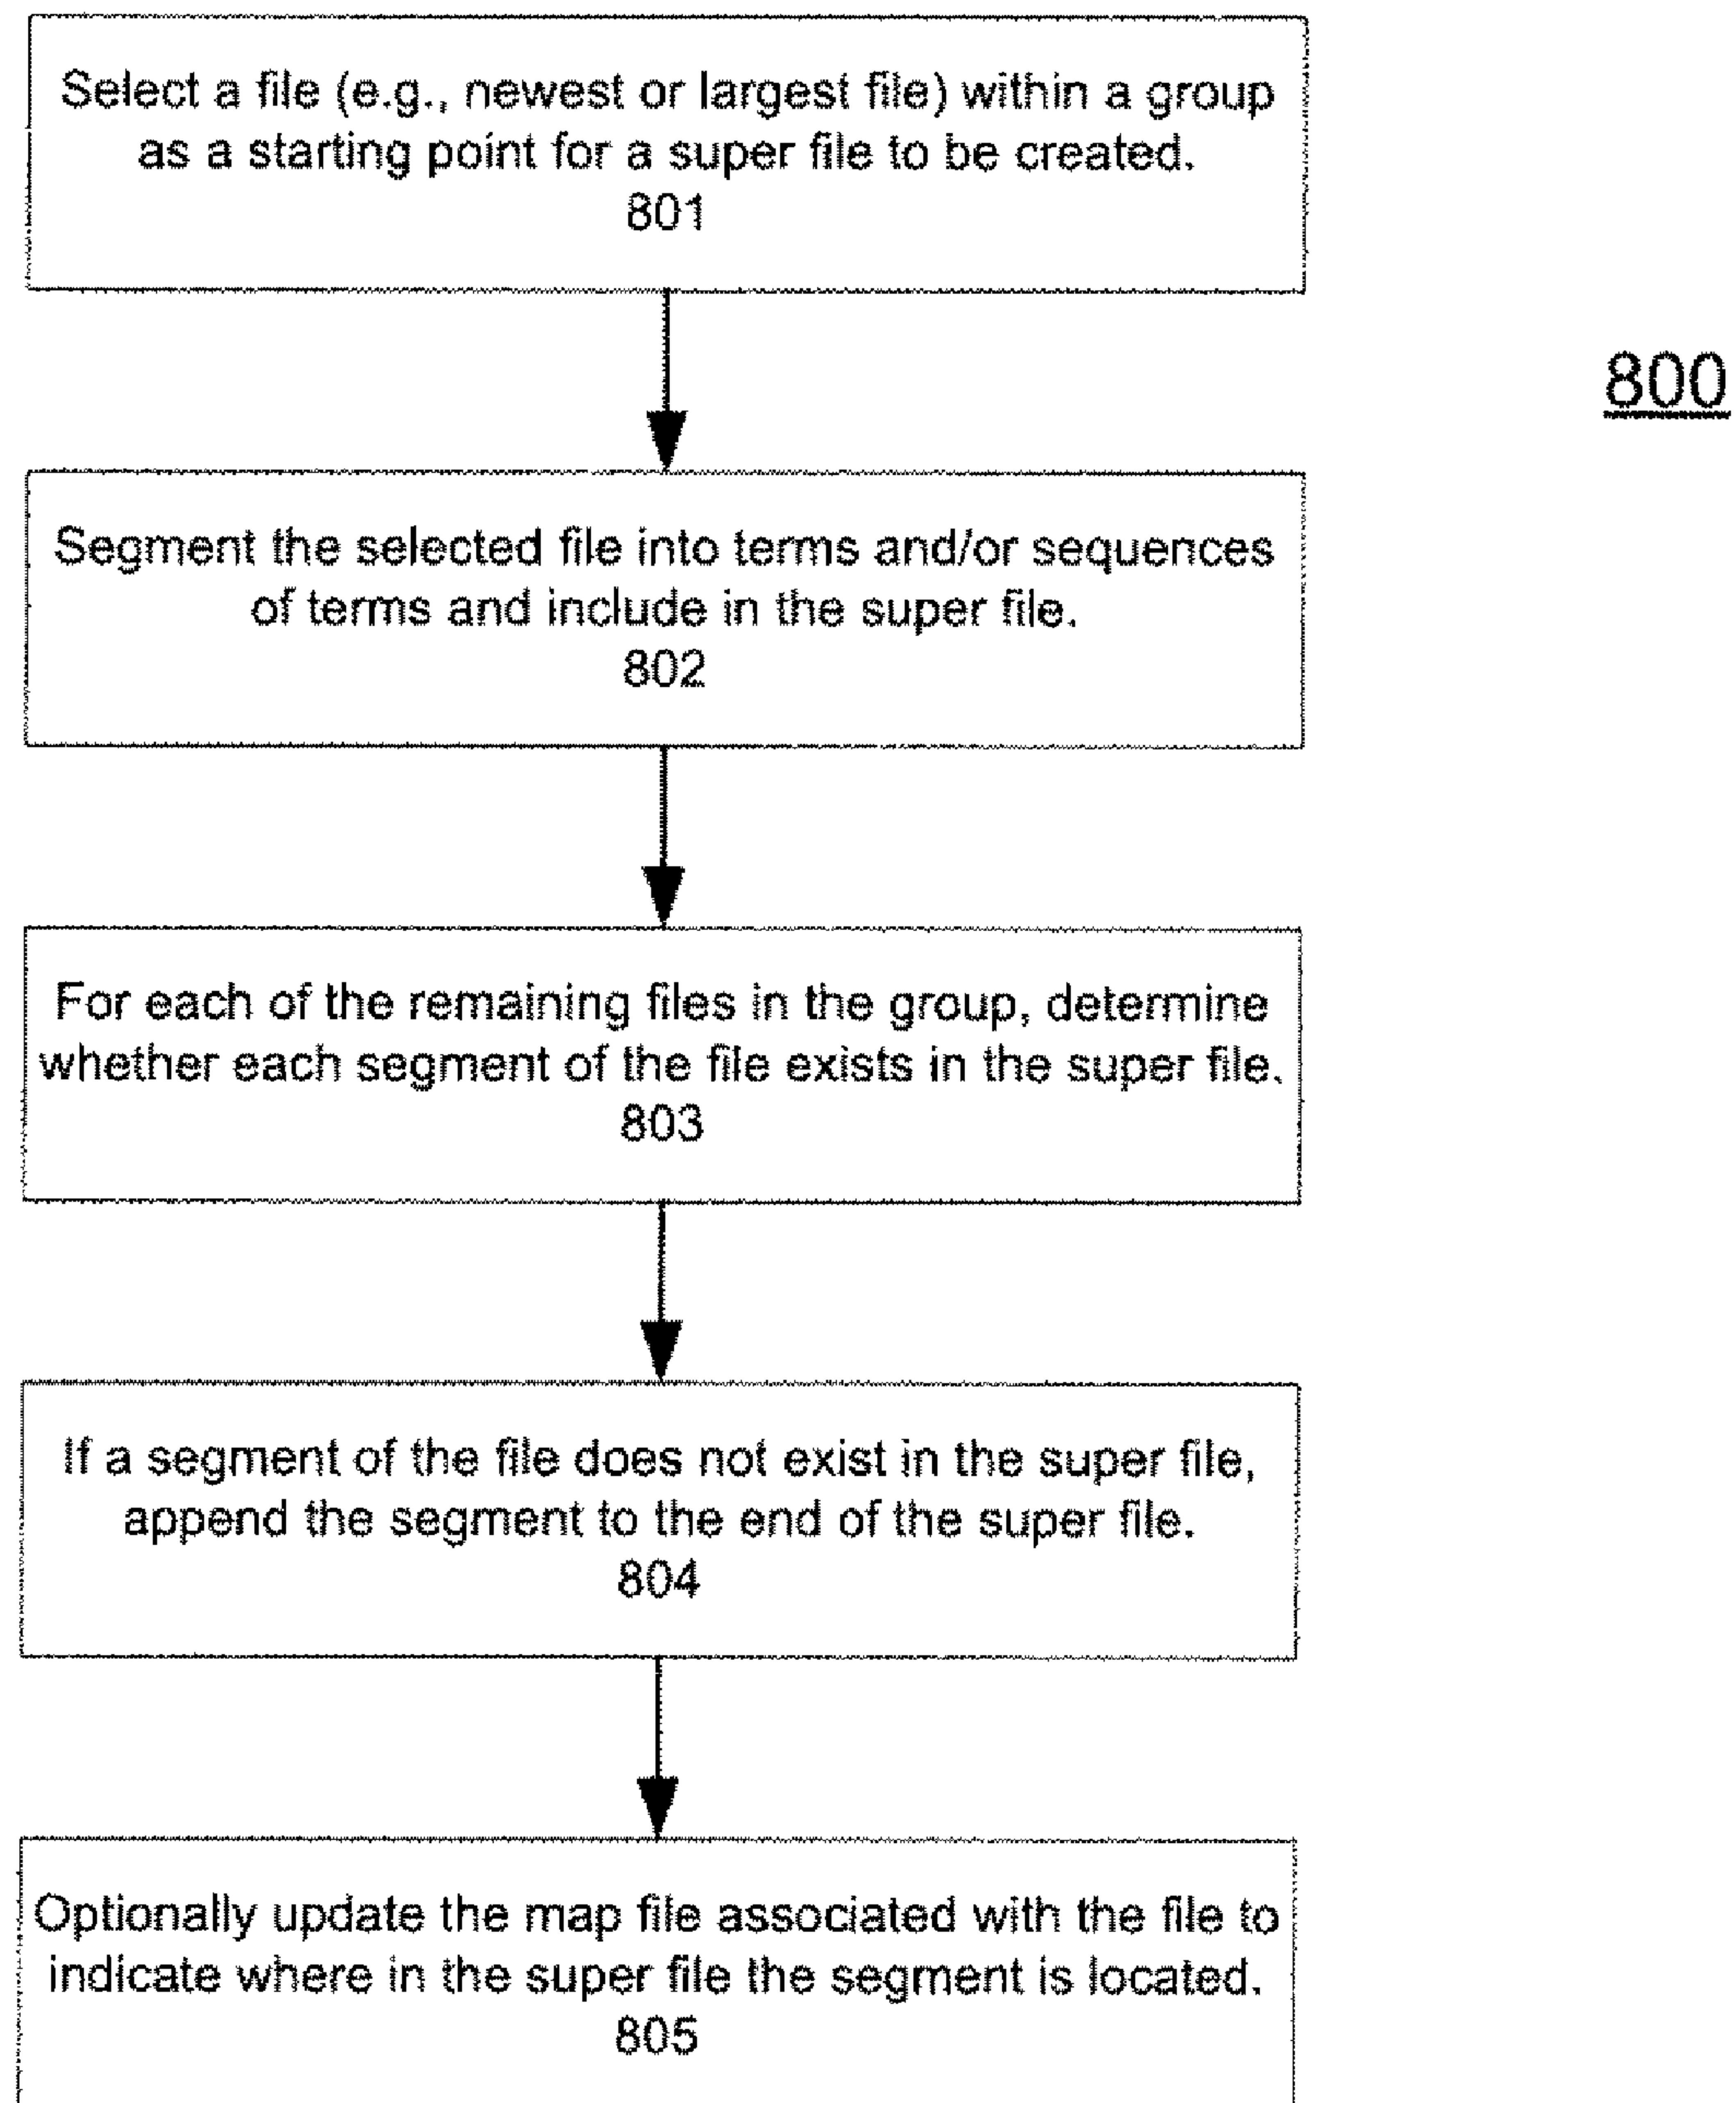 Select a file (e.g., newest or largest file) within a group
as a starting point for a super file to be created.
801
800
Segment the selected file into terms and/or sequences
of terms and include in the super file.
802
For each of the remaining files in the group, determine
whether each segment of the file exists in the super file.
803
If a segment of the file does not exist in the super file,
append the segment to the end of the super file.
804
Optionally update the map file associated with the file to
indicate where in the super file the segment is located.
805